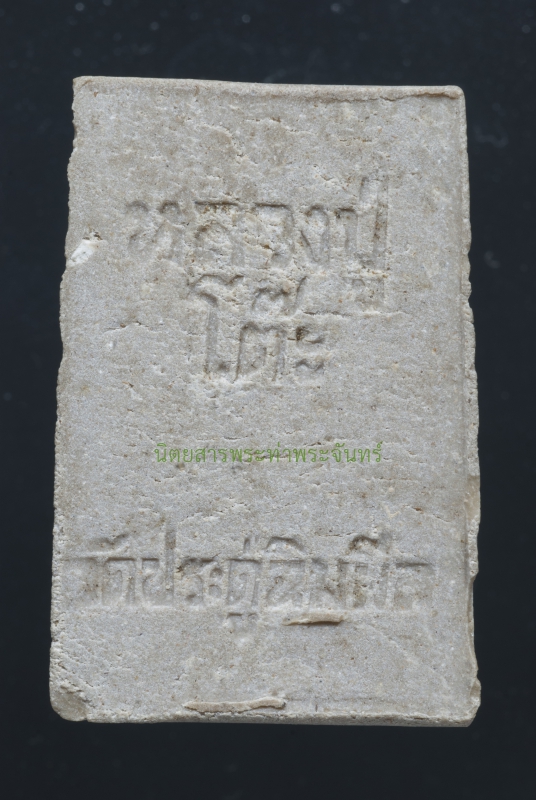 หลวงปู่
โต๊ะ
นิตยสารพระท่าพระจันทร์
วัดประดู่ฉิมพลี